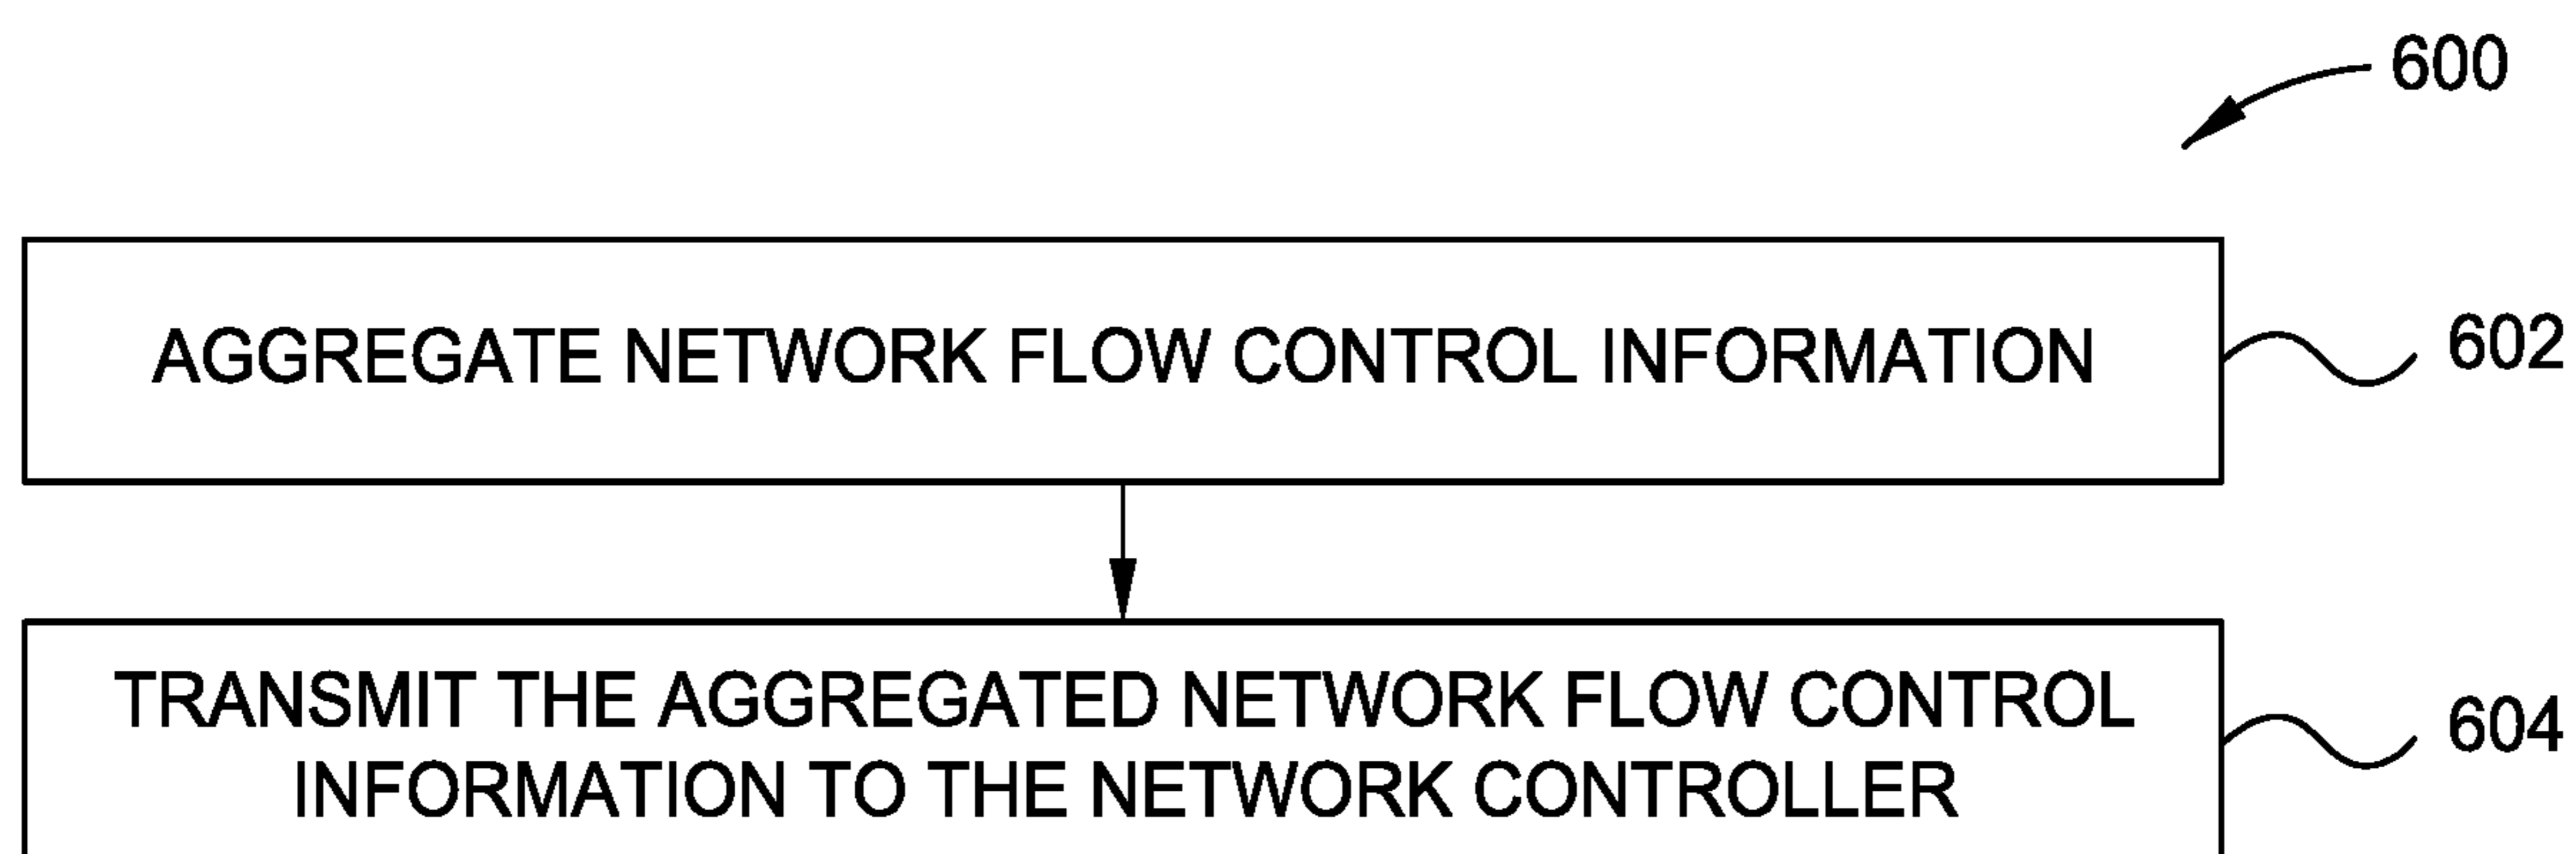 600
AGGREGATE NETWORK FLOW CONTROL INFORMATION
602
TRANSMIT THE AGGREGATED NETWORK FLOW CONTROL
INFORMATION TO THE NETWORK CONTROLLER
604